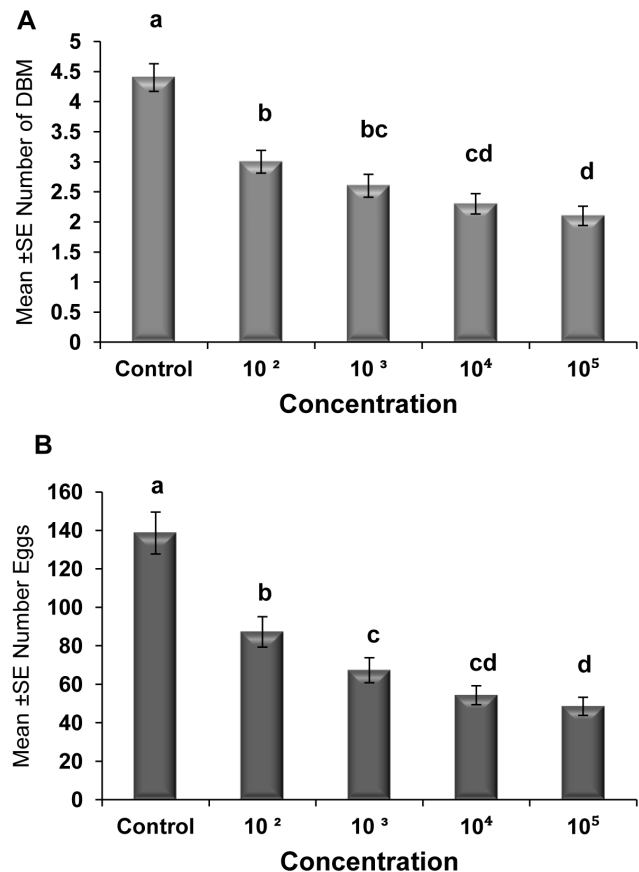 A
a
b
bc
cd
d
5
4.5
4
3.5
3
2.5
2
1.5
1
0.5
0
Mean ±SE Number of DBM
Control 10 ² 10 ³ 10⁴ 10⁵
Concentration
B
a
b
c
cd
d
160
140
120
100
80
60
40
20
0
Mean ±SE Number Eggs
Control 10 ² 10 ³ 10⁴ 10⁵
Concentration